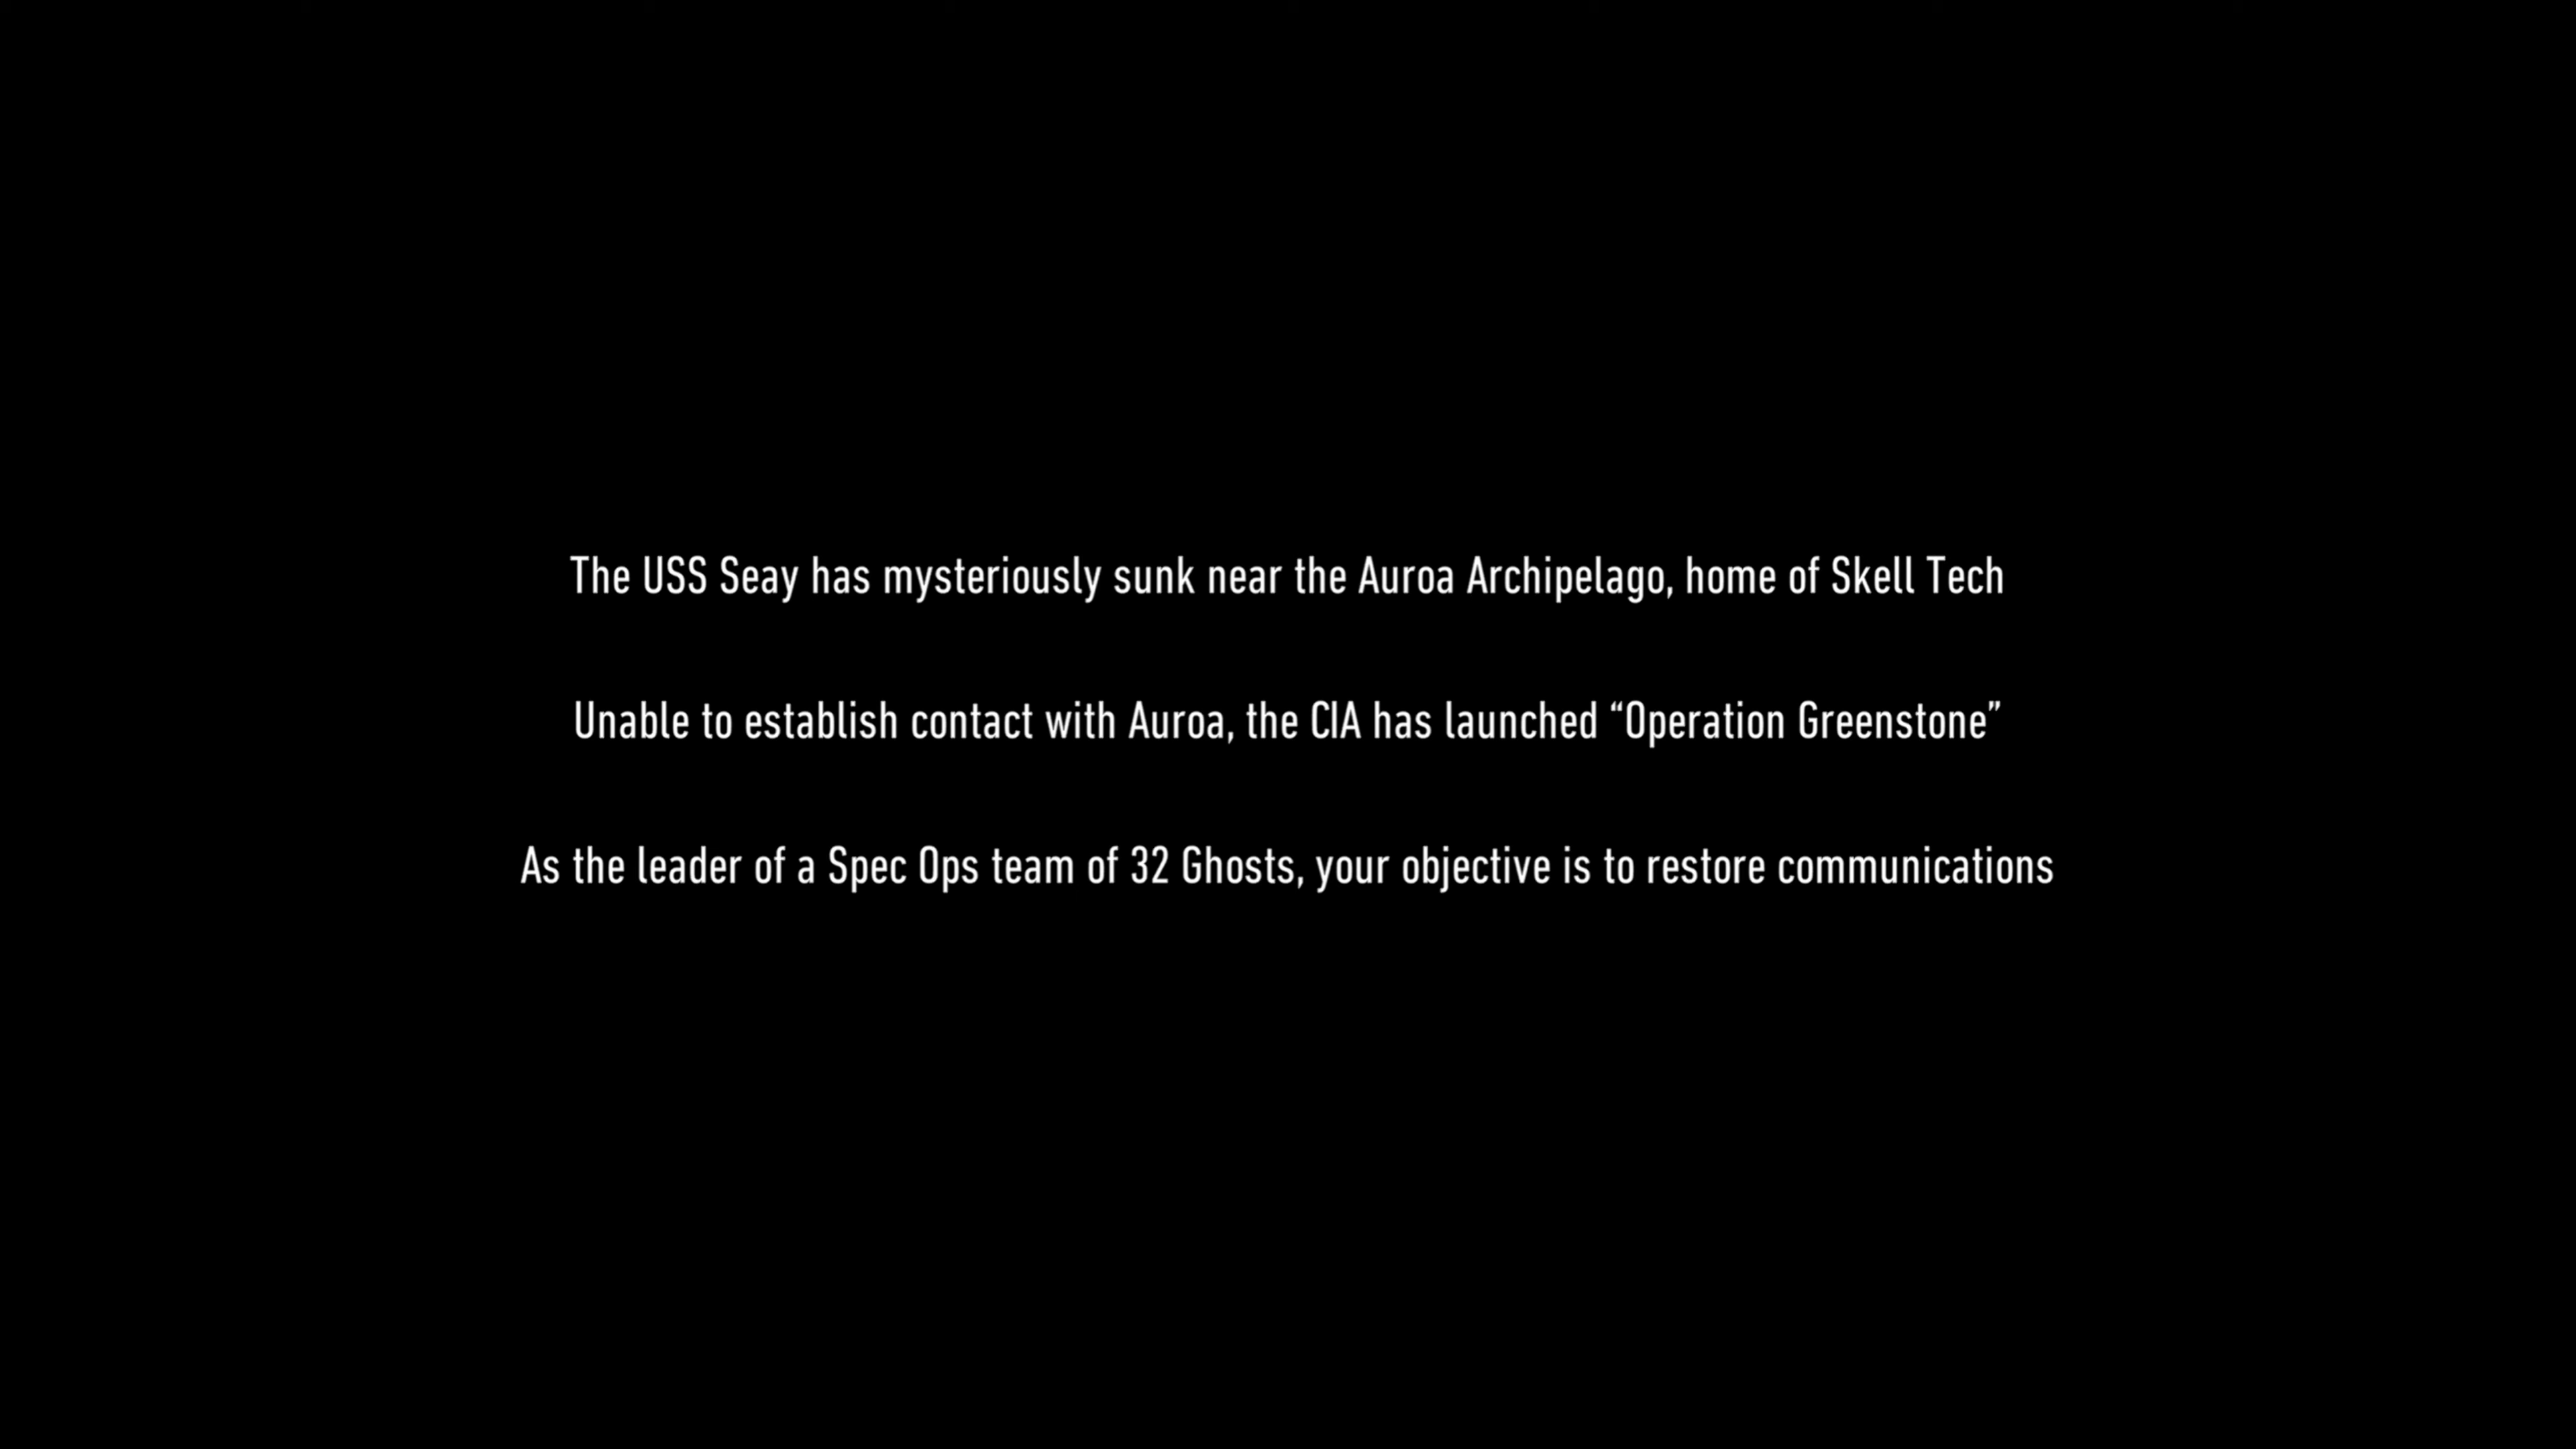 The USS Seay has mysteriously sunk near the Auroa Archipelago, home of Skell Tech
Unable to establish contact with Auroa, the CIA has launched “Operation Greenstone”
As the leader of a Spec Ops team of 32 Ghosts, your objective is to restore communications